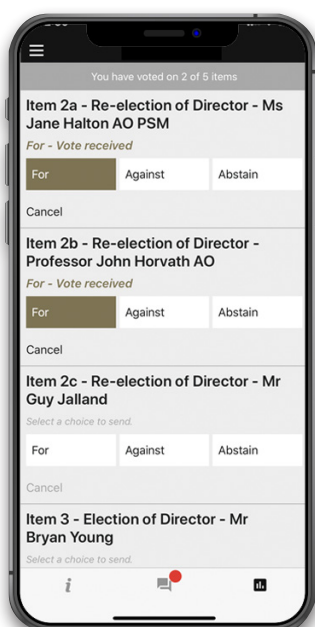 You have voted on 2 of 5 items
Item 2a - Re-election of Director - Ms
Jane Halton AO PSM
For - Vote received
For Against Abstain
Cancel
Item 2b - Re-election of Director -
Professor John Horvath AO
For - Vote received
For Against Abstain
Cancel
Item 2c - Re-election of Director - Mr
Guy Jalland
Select a choice to send.
For Against Abstain
Cancel
Item 3 - Election of Director - Mr
Bryan Young
Select a choice to send.
i